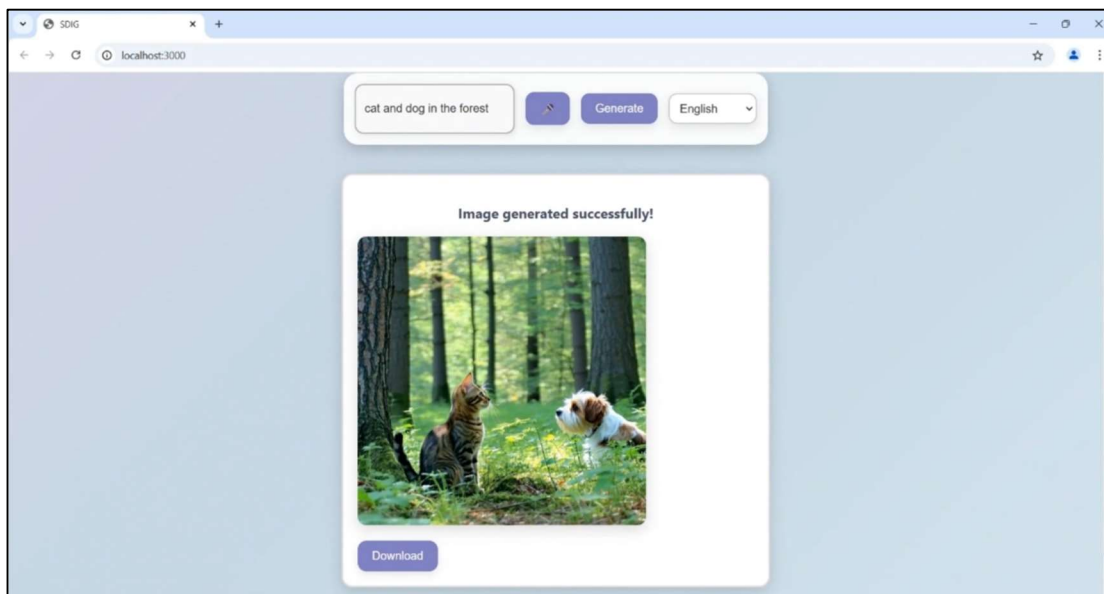 SDIG
localhost:3000
cat and dog in the forest
Generate
English
Image generated successfully!
Download